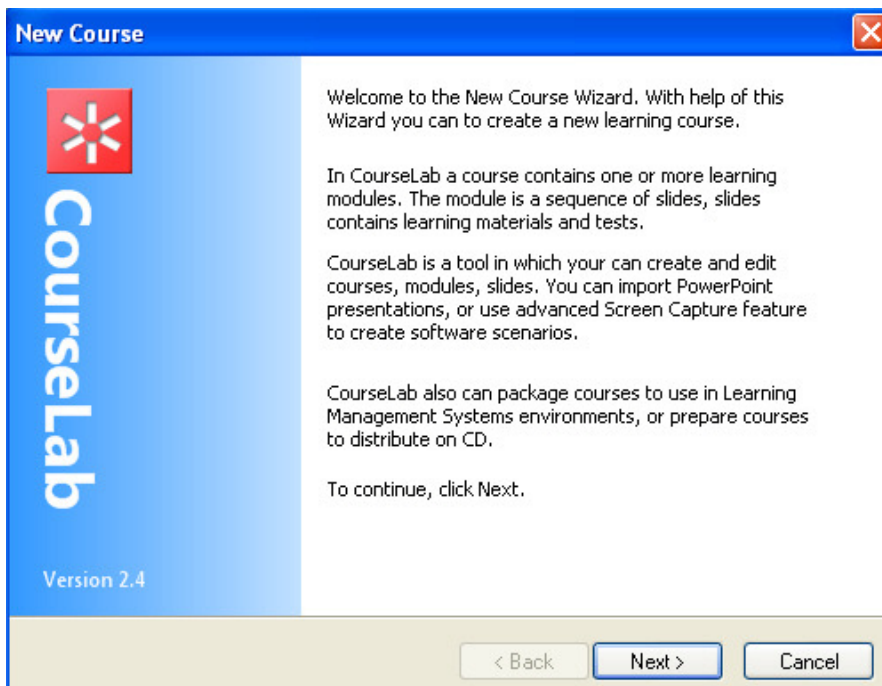 New Course
CourseLab
Version 2.4
Welcome to the New Course Wizard. With help of this
Wizard you can to create a new learning course.
In CourseLab a course contains one or more learning
modules. The module is a sequence of slides, slides
contains learning materials and tests.
CourseLab is a tool in which your can create and edit
courses, modules, slides. You can import PowerPoint
presentations, or use advanced Screen Capture feature
to create software scenarios.
CourseLab also can package courses to use in Learning
Management Systems environments, or prepare courses
to distribute on CD.
To continue, click Next.
< Back
Next >
Cancel